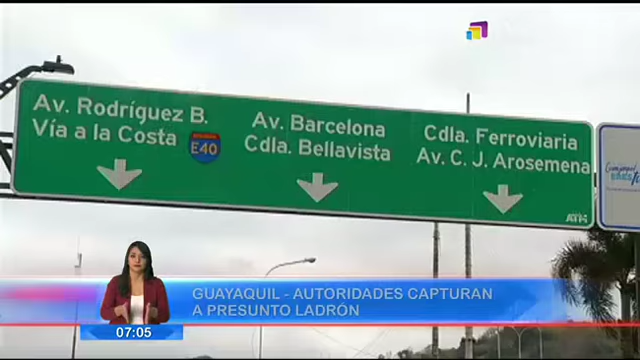 Av. Rodríguez B.
Vía a la Costa
E40
Av. Barcelona
Cdla. Bellavista
Cdla. Ferroviaria
Av. C. J. Arosemena
ATM
GUAYAQUIL - AUTORIDADES CAPTURAN
A PRESUNTO LADRÓN
07:05